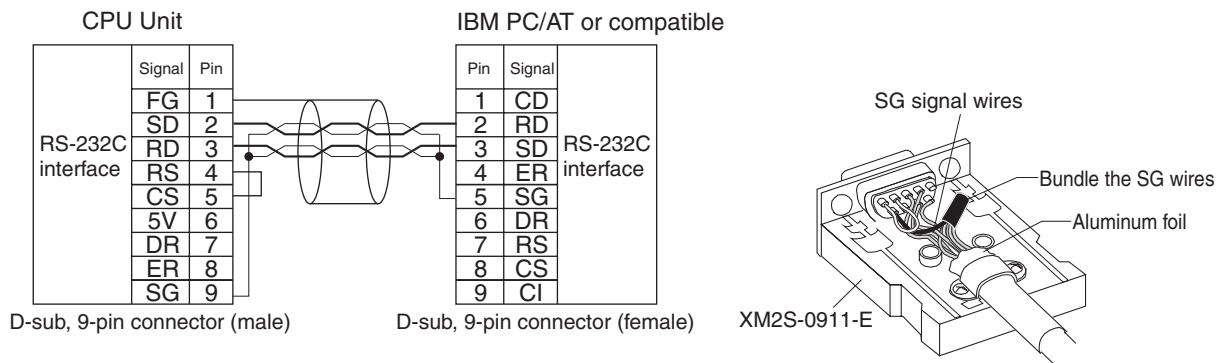 CPU Unit
IBM PC/AT or compatible
RS-232C
interface
Signal Pin
FG 1
SD 2
RD 3
RS 4
CS 5
5V 6
DR 7
ER 8
SG 9
D-sub, 9-pin connector (male)
Pin Signal
1 CD
2 RD
3 SD
4 ER
5 SG
6 DR
7 RS
8 CS
9 CI
RS-232C
interface
D-sub, 9-pin connector (female)
SG signal wires
Bundle the SG wires
Aluminum foil
XM2S-0911-E